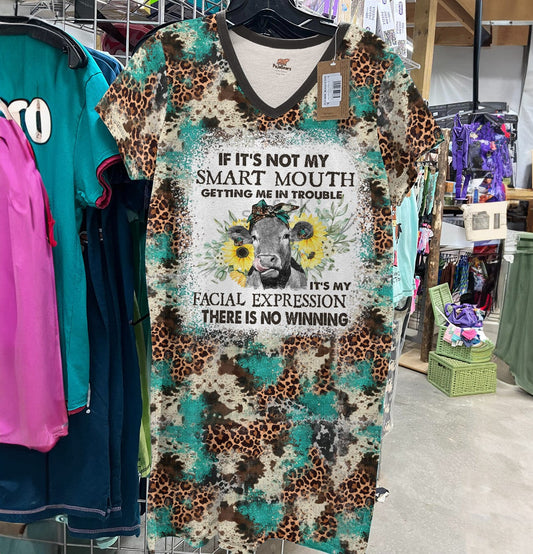 IF IT'S NOT MY
SMART MOUTH
GETTING ME IN TROUBLE
IT'S MY
FACIAL EXPRESSION
THERE IS NO WINNING